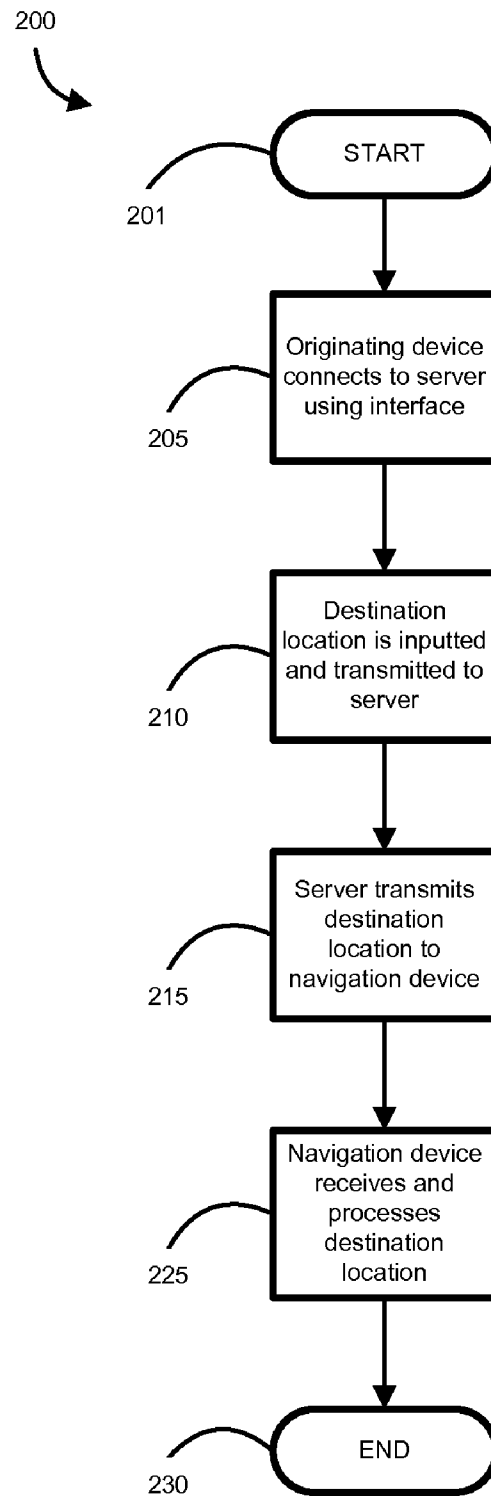 200
START
201
Originating device
connects to server
using interface
205
Destination
location is inputted
and transmitted to
server
210
Server transmits
destination
location to
navigation device
215
Navigation device
receives and
processes
destination
location
225
END
230